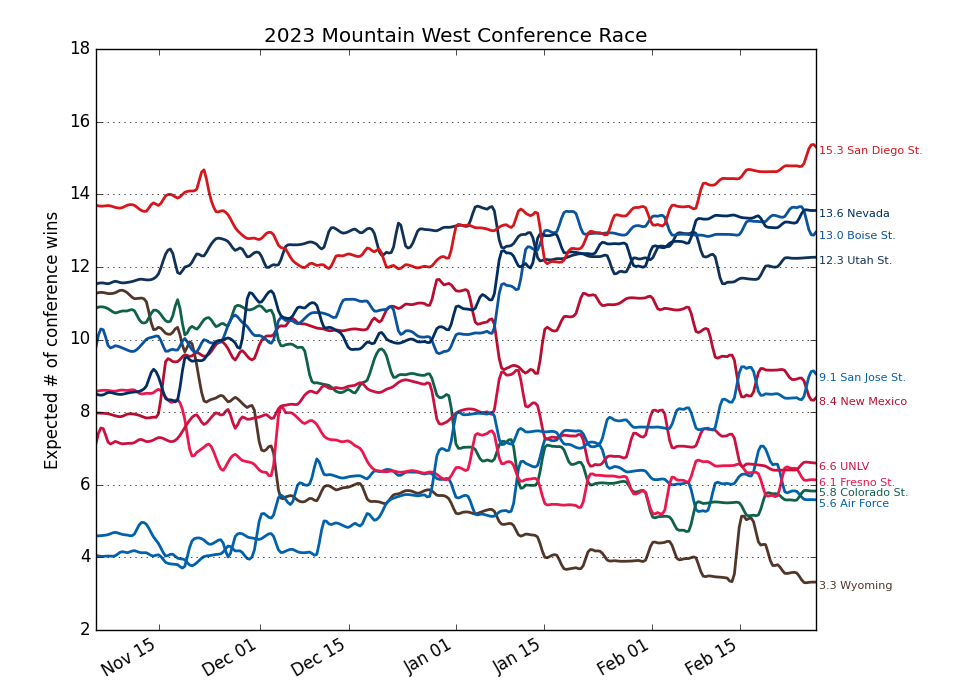 2023 Mountain West Conference Race
Expected # of conference wins
18
16
14
12
10
8
6
4
2
15.3 San Diego St.
13.6 Nevada
13.0 Boise St.
12.3 Utah St.
9.1 San Jose St.
8.4 New Mexico
6.6 UNLV
6.1 Fresno St.
5.8 Colorado St.
5.6 Air Force
3.3 Wyoming
Nov 15
Dec 01
Dec 15
Jan 01
Jan 15
Feb 01
Feb 15